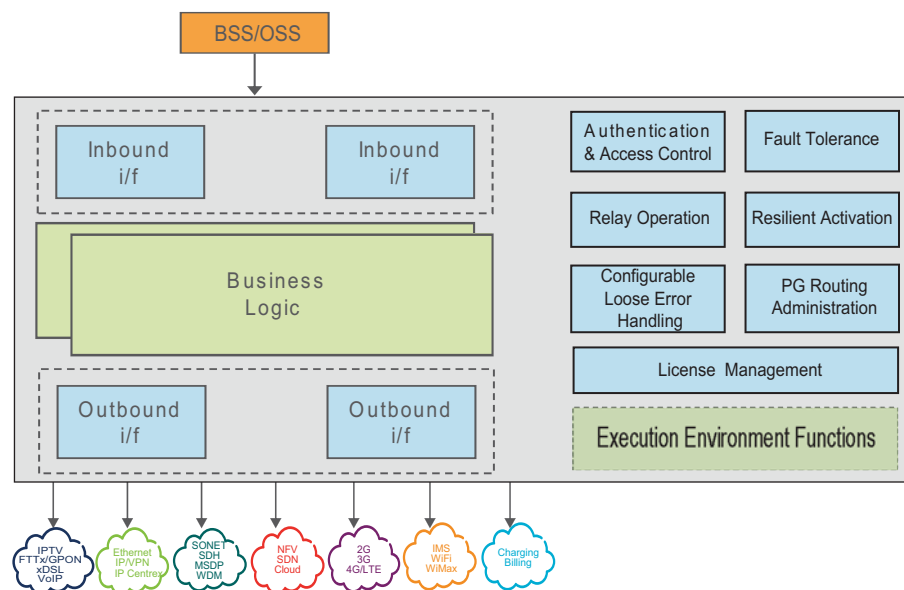 BSS/OSS
Inbound
i/f
Inbound
i/f
Business
Logic
Outbound
i/f
Outbound
i/f
Authentication
& Access Control
Fault Tolerance
Relay Operation
Resilient Activation
Configurable
Loose Error
Handling
PG Routing
Administration
License Management
Execution Environment Functions
IPTV
FTTx/GPON
xDSL
VoIP
Ethernet
IP/VPN
IP Centrex
SONET
SDH
MSDP
WDM
NFV
SDN
Cloud
2G
3G
4G/LTE
IMS
WiFi
WiMax
Charging
Billing